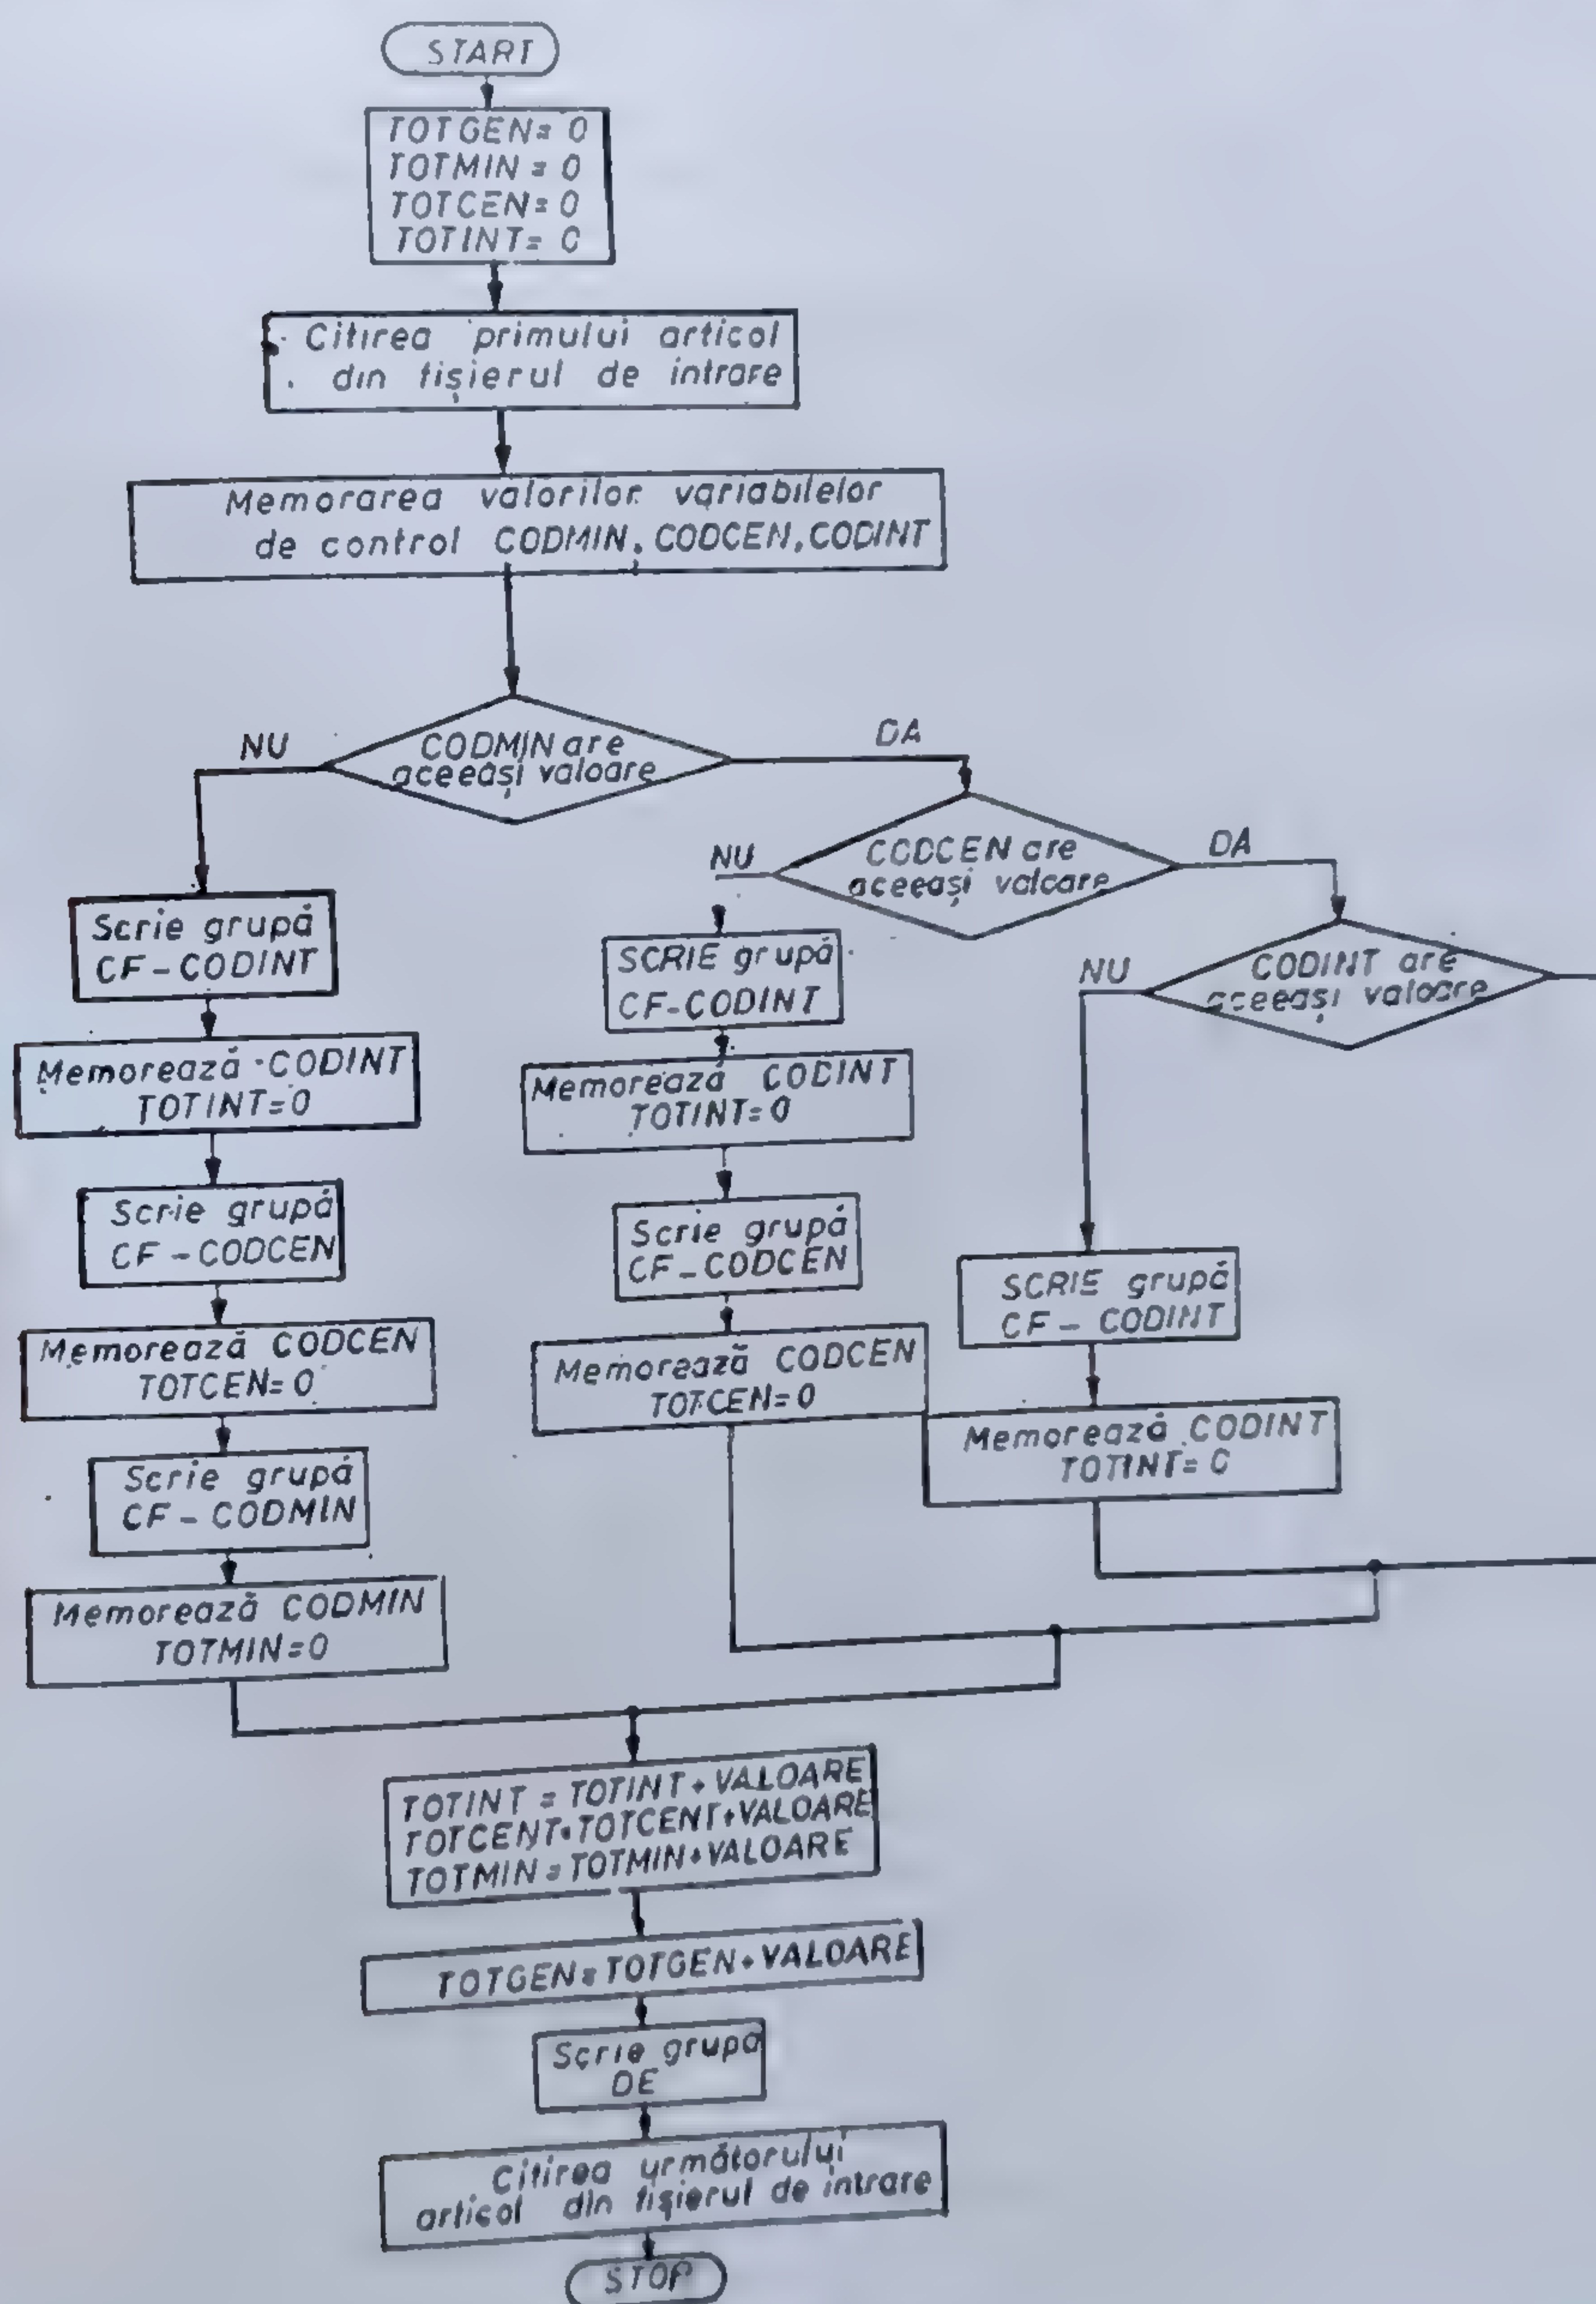 START
TOTGEN = 0
TOTMIN = 0
TOTCEN = 0
TOTINT = 0
Citirea primului articol
din fișierul de intrare
Memorarea valorilor variabilelor
de control CODMIN, CODCEN, CODINT
NU
CODMIN are
aceeași valoare
DA
NU
CODCEN are
aceeași valoare
DA
NU
CODINT are
aceeași valoare
Scrie grupă
CF - CODINT
Memorează CODINT
TOTINT = 0
Scrie grupă
CF - CODCEN
Memorează CODCEN
TOTCEN = 0
Scrie grupă
CF - CODMIN
Memorează CODMIN
TOTMIN = 0
SCRIE grupă
CF - CODINT
Memorează CODINT
TOTINT = 0
Scrie grupă
CF - CODCEN
Memorează CODCEN
TOTCEN = 0
SCRIE grupă
CF - CODINT
Memorează CODINT
TOTINT = 0
TOTINT = TOTINT + VALOARE
TOTCENT = TOTCENT + VALOARE
TOTMIN = TOTMIN + VALOARE
TOTGEN = TOTGEN + VALOARE
Scrie grupa
DE
Citirea următorului
articol din fișierul de intrare
STOP